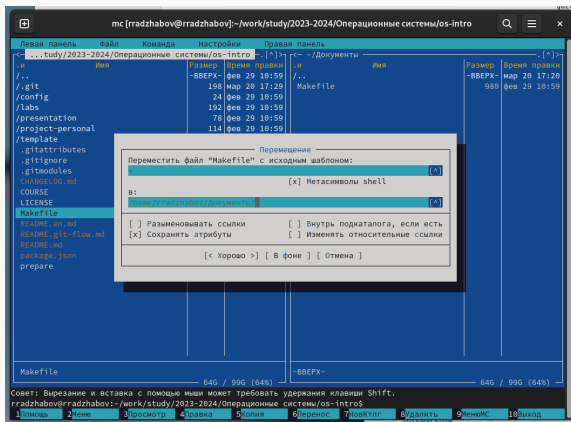 mc [rradzhabov@rradzhabov]:~/work/study/2023-2024/Операционные системы/os-intro
Левая панель Файл Команда Настройки Правая панель
<─ ...tudy/2023-2024/Операционные системы/os-intro ─.[^]>
<─ ~/Документы ─.[^]>
.и Имя Размер Время правки .и Имя Размер Время правки
/.. -ВВЕРХ- фев 29 10:59 /.. -ВВЕРХ- мар 20 17:20
/.git 198 мар 20 17:29 Makefile 980 фев 29 10:59
/config 24 фев 29 10:59
/labs 192 фев 29 10:59
/presentation 78 фев 29 10:59
/project-personal 114 фев 29 10:59
/template
.gitattributes
.gitignore
.gitmodules
CHANGELOG.md
COURSE
LICENSE
Makefile
README.en.md
README.git-flow.md
README.md
package.json
prepare
Перемещение
Переместить файл "Makefile" с исходным шаблоном:
* [^]
[x] Метасимволы shell
в:
/home/rradzhabov/Документы/ [^]
[ ] Разыменовывать ссылки [ ] Внутрь подкаталога, если есть
[x] Сохранять атрибуты [ ] Изменять относительные ссылки
[< Хорошо >] [ В фоне ] [ Отмена ]
Makefile -ВВЕРХ-
64G / 99G (64%) 64G / 99G (64%)
Совет: Вырезание и вставка с помощью мыши может требовать удержания клавиши Shift.
rradzhabov@rradzhabov:~/work/study/2023-2024/Операционные системы/os-intro$
1Помощь 2Меню 3Просмотр 4Правка 5Копия 6Перенос 7НовКтлг 8Удалить 9МенюМС 10Выход